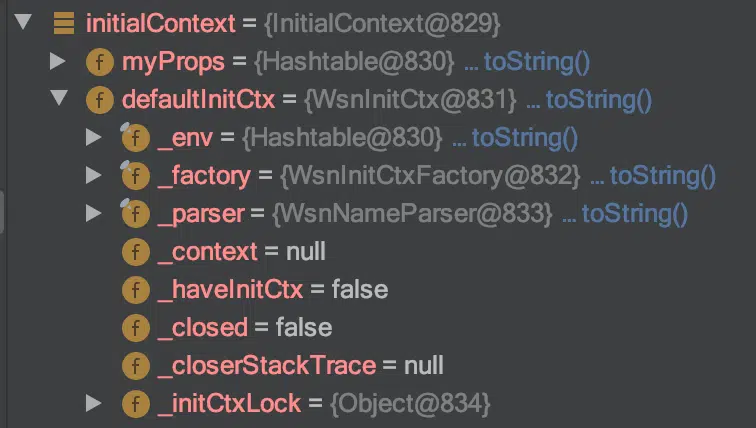 initialContext = {InitialContext@829}
f myProps = {Hashtable@830} ... toString()
f defaultInitCtx = {WsnInitCtx@831} ... toString()
f _env = {Hashtable@830} ... toString()
f _factory = {WsnInitCtxFactory@832} ... toString()
f _parser = {WsnNameParser@833} ... toString()
f _context = null
f _haveInitCtx = false
f _closed = false
f _closerStackTrace = null
f _initCtxLock = {Object@834}